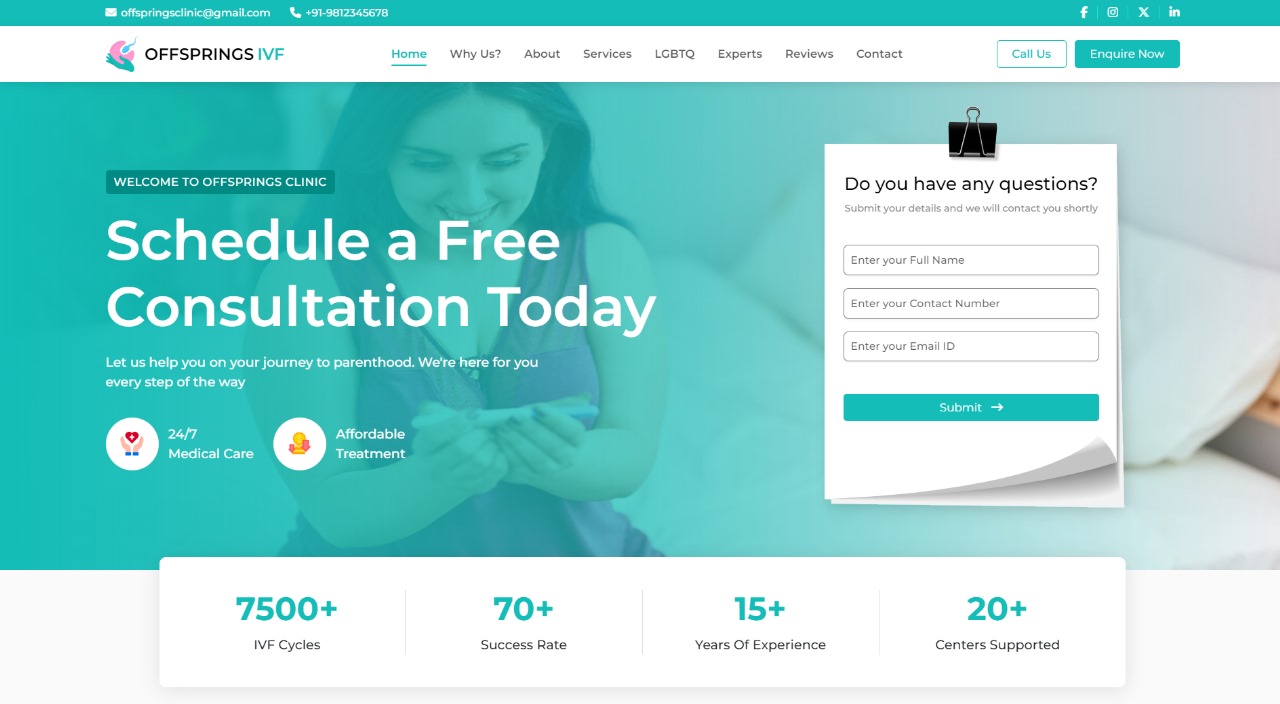 offspringsclinic@gmail.com +91-9812345678
OFFSPRINGS IVF
Home Why Us? About Services LGBTQ Experts Reviews Contact
Call Us Enquire Now
WELCOME TO OFFSPRINGS CLINIC
Schedule a Free
Consultation Today
Let us help you on your journey to parenthood. We're here for you
every step of the way
24/7
Medical Care
Affordable
Treatment
Do you have any questions?
Submit your details and we will contact you shortly
Enter your Full Name
Enter your Contact Number
Enter your Email ID
Submit →
7500+
IVF Cycles
70+
Success Rate
15+
Years Of Experience
20+
Centers Supported